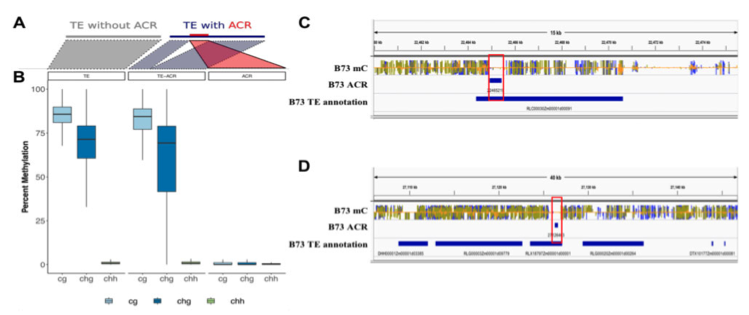 A
TE without ACR
TE with ACR
B
TE
TE-ACR
ACR
Percent Methylation
100
75
50
25
0
cg
chg
chh
cg
chg
chh
cg
chg
chh
cg
chg
chh
C
15 kb
B73 mC
B73 ACR
B73 TE annotation
D
40 kb
B73 mC
B73 ACR
B73 TE annotation